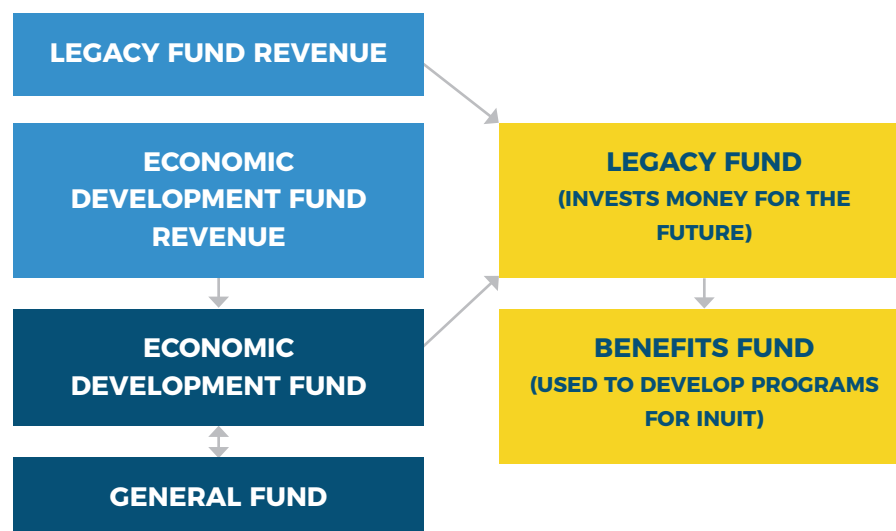 LEGACY FUND REVENUE
ECONOMIC
DEVELOPMENT FUND
REVENUE
ECONOMIC
DEVELOPMENT FUND
GENERAL FUND
LEGACY FUND
(INVESTS MONEY FOR THE
FUTURE)
BENEFITS FUND
(USED TO DEVELOP PROGRAMS
FOR INUIT)